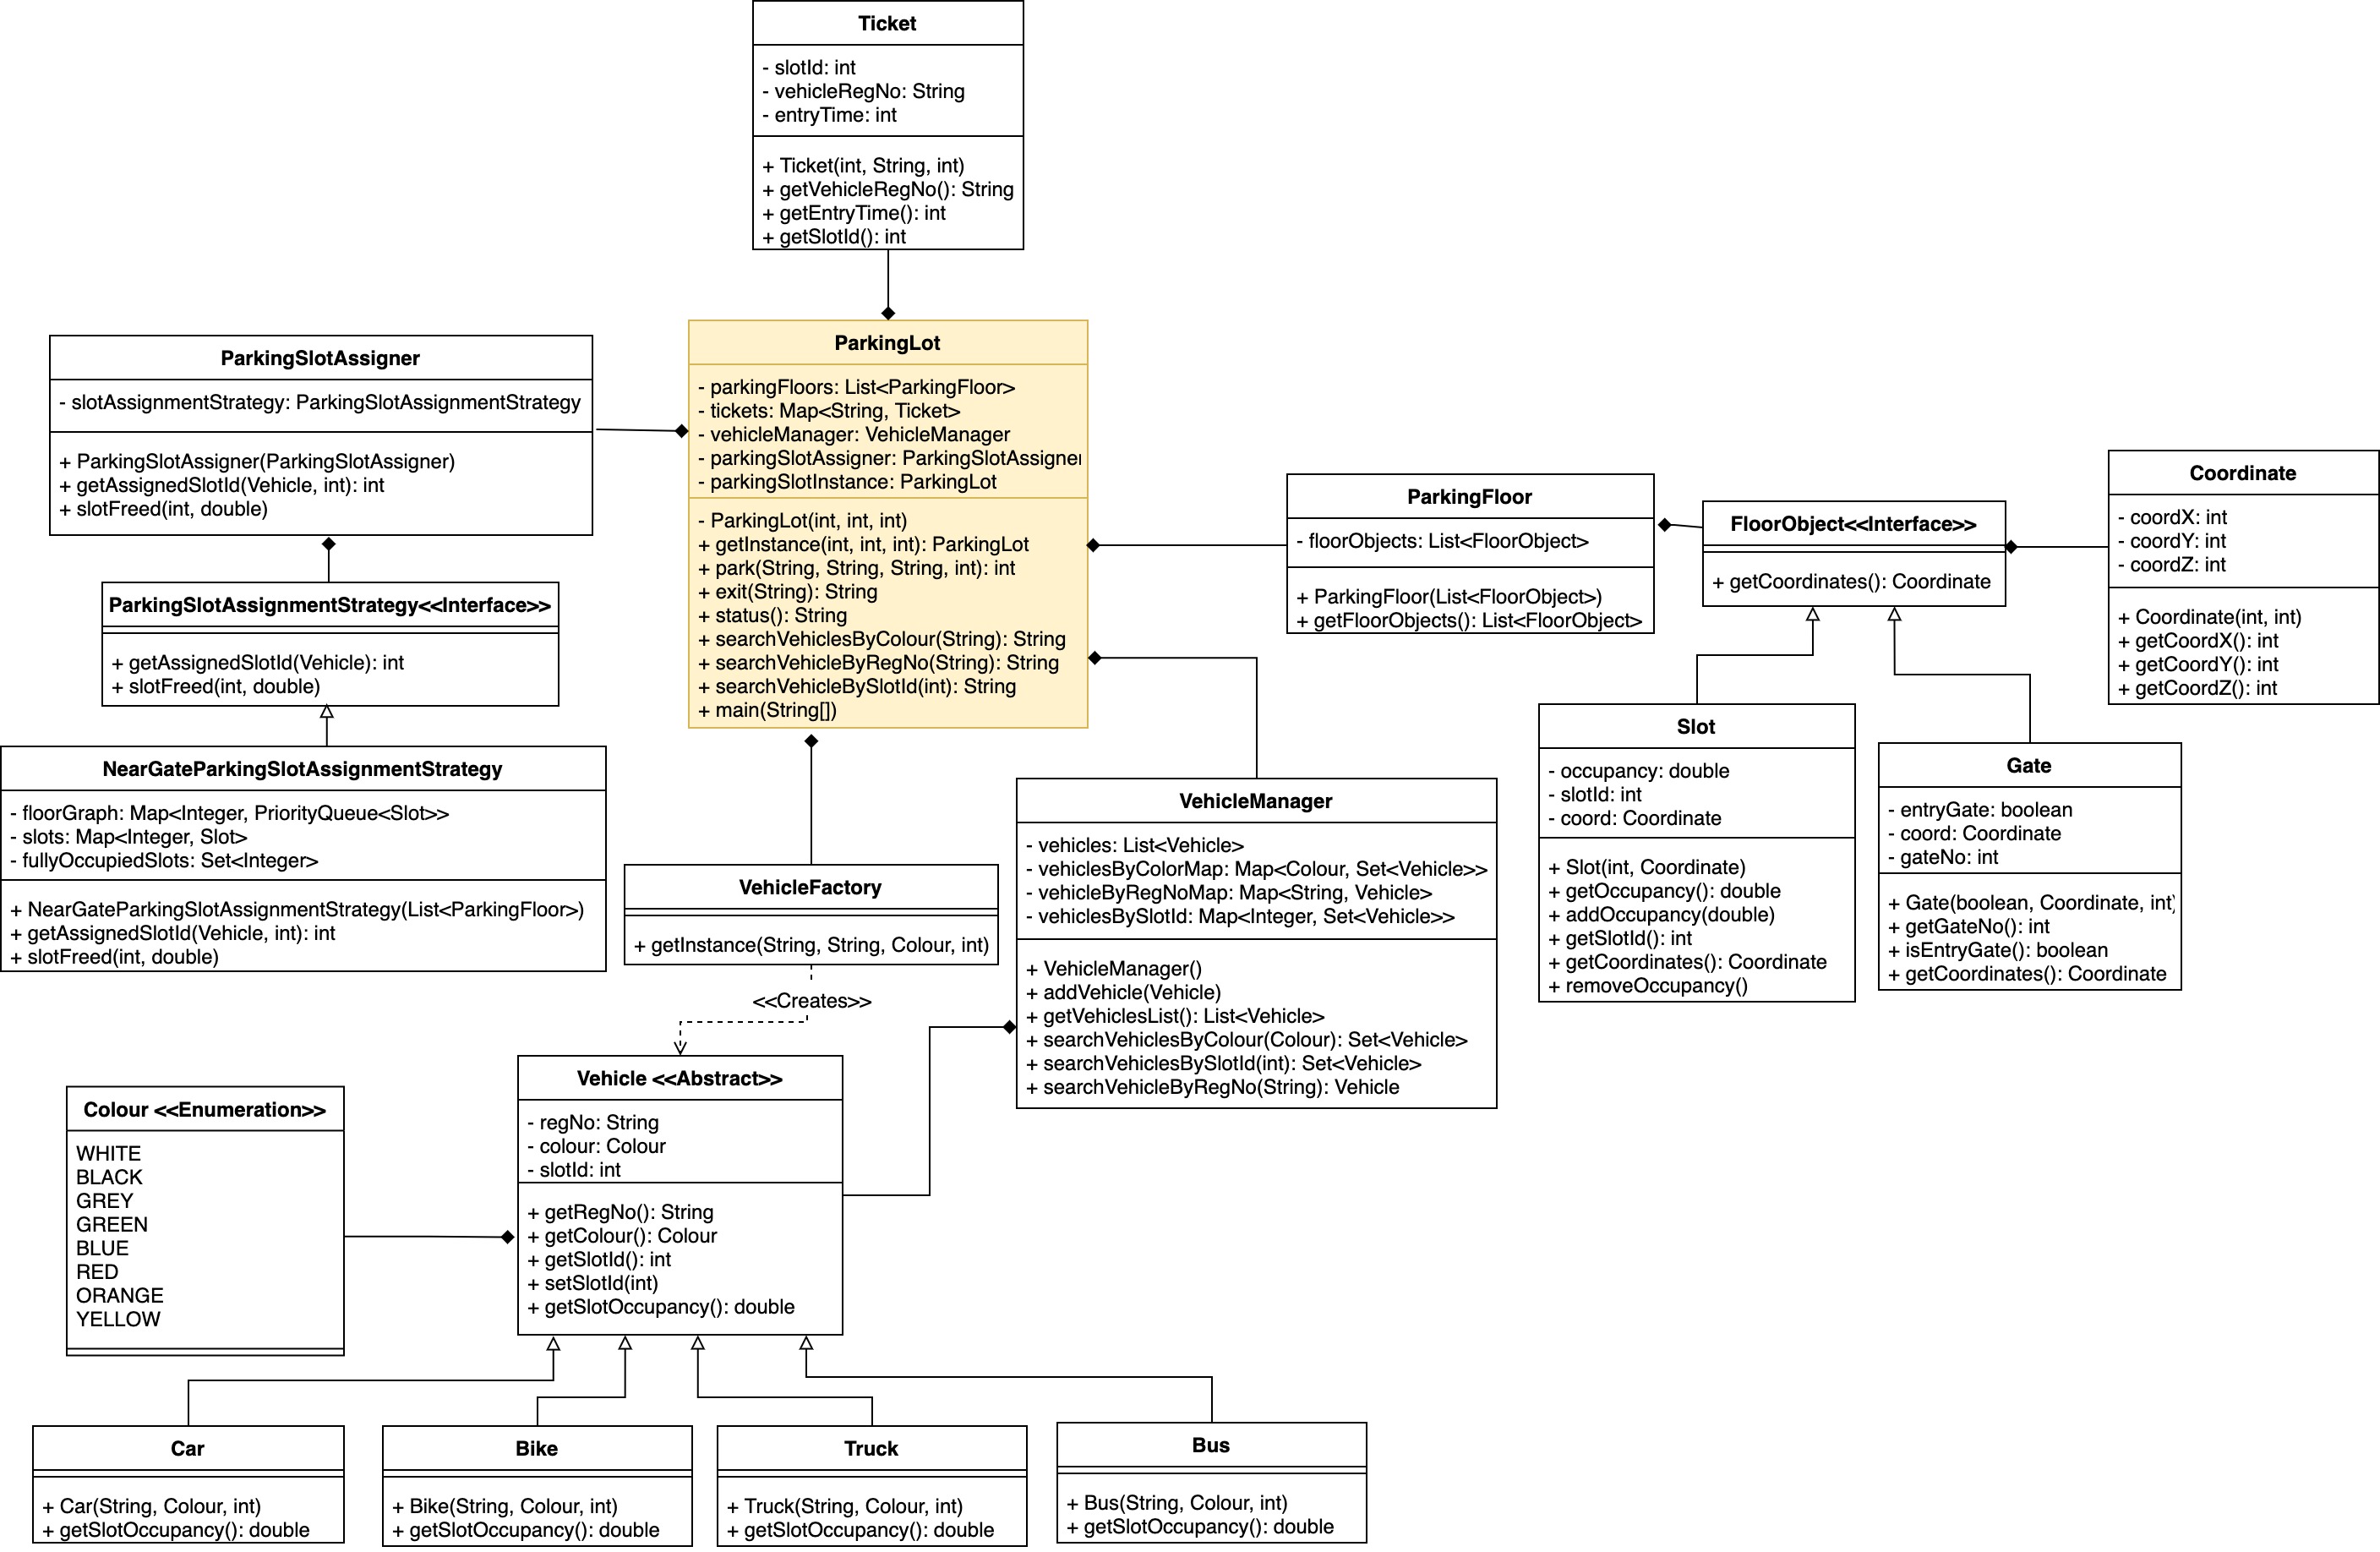 Ticket
- slotId: int
- vehicleRegNo: String
- entryTime: int
+ Ticket(int, String, int)
+ getVehicleRegNo(): String
+ getEntryTime(): int
+ getSlotId(): int
ParkingSlotAssigner
- slotAssignmentStrategy: ParkingSlotAssignmentStrategy
+ ParkingSlotAssigner(ParkingSlotAssigner)
+ getAssignedSlotId(Vehicle, int): int
+ slotFreed(int, double)
ParkingLot
- parkingFloors: List<ParkingFloor>
- tickets: Map<String, Ticket>
- vehicleManager: VehicleManager
- parkingSlotAssigner: ParkingSlotAssigner
- parkingSlotInstance: ParkingLot
- ParkingLot(int, int, int)
+ getInstance(int, int, int): ParkingLot
+ park(String, String, String, int): int
+ exit(String): String
+ status(): String
+ searchVehiclesByColour(String): String
+ searchVehicleByRegNo(String): String
+ searchVehicleBySlotId(int): String
+ main(String[])
ParkingFloor
- floorObjects: List<FloorObject>
+ ParkingFloor(List<FloorObject>)
+ getFloorObjects(): List<FloorObject>
FloorObject<<Interface>>
+ getCoordinates(): Coordinate
Coordinate
- coordX: int
- coordY: int
- coordZ: int
+ Coordinate(int, int)
+ getCoordX(): int
+ getCoordY(): int
+ getCoordZ(): int
ParkingSlotAssignmentStrategy<<Interface>>
+ getAssignedSlotId(Vehicle): int
+ slotFreed(int, double)
NearGateParkingSlotAssignmentStrategy
- floorGraph: Map<Integer, PriorityQueue<Slot>>
- slots: Map<Integer, Slot>
- fullyOccupiedSlots: Set<Integer>
+ NearGateParkingSlotAssignmentStrategy(List<ParkingFloor>)
+ getAssignedSlotId(Vehicle, int): int
+ slotFreed(int, double)
VehicleFactory
+ getInstance(String, String, Colour, int)
<<Creates>>
VehicleManager
- vehicles: List<Vehicle>
- vehiclesByColorMap: Map<Colour, Set<Vehicle>>
- vehicleByRegNoMap: Map<String, Vehicle>
- vehiclesBySlotId: Map<Integer, Set<Vehicle>>
+ VehicleManager()
+ addVehicle(Vehicle)
+ getVehiclesList(): List<Vehicle>
+ searchVehiclesByColour(Colour): Set<Vehicle>
+ searchVehiclesBySlotId(int): Set<Vehicle>
+ searchVehicleByRegNo(String): Vehicle
Slot
- occupancy: double
- slotId: int
- coord: Coordinate
+ Slot(int, Coordinate)
+ getOccupancy(): double
+ addOccupancy(double)
+ getSlotId(): int
+ getCoordinates(): Coordinate
+ removeOccupancy()
Gate
- entryGate: boolean
- coord: Coordinate
- gateNo: int
+ Gate(boolean, Coordinate, int)
+ getGateNo(): int
+ isEntryGate(): boolean
+ getCoordinates(): Coordinate
Colour <<Enumeration>>
WHITE
BLACK
GREY
GREEN
BLUE
RED
ORANGE
YELLOW
Vehicle <<Abstract>>
- regNo: String
- colour: Colour
- slotId: int
+ getRegNo(): String
+ getColour(): Colour
+ getSlotId(): int
+ setSlotId(int)
+ getSlotOccupancy(): double
Car
+ Car(String, Colour, int)
+ getSlotOccupancy(): double
Bike
+ Bike(String, Colour, int)
+ getSlotOccupancy(): double
Truck
+ Truck(String, Colour, int)
+ getSlotOccupancy(): double
Bus
+ Bus(String, Colour, int)
+ getSlotOccupancy(): double